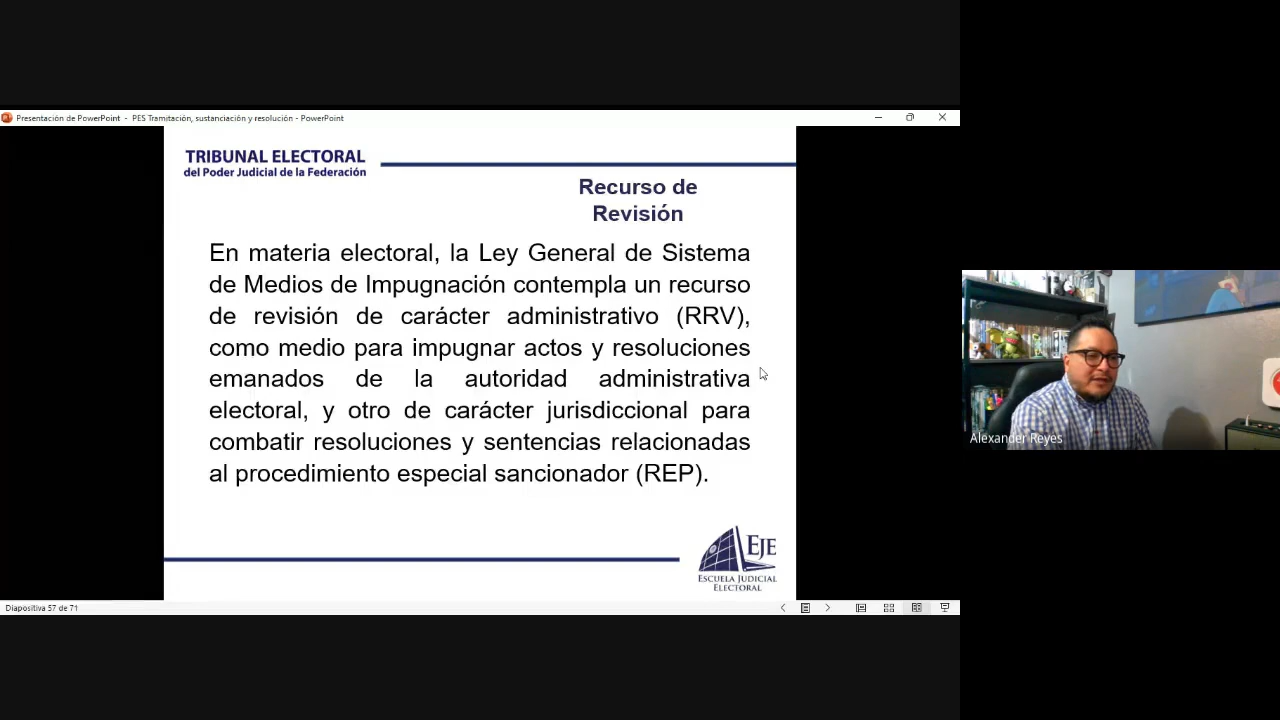 Presentación de PowerPoint - PES Tramitación, sustanciación y resolución - PowerPoint
TRIBUNAL ELECTORAL
del Poder Judicial de la Federación
Recurso de
Revisión
En materia electoral, la Ley General de Sistema
de Medios de Impugnación contempla un recurso
de revisión de carácter administrativo (RRV),
como medio para impugnar actos y resoluciones
emanados de la autoridad administrativa
electoral, y otro de carácter jurisdiccional para
combatir resoluciones y sentencias relacionadas
al procedimiento especial sancionador (REP).
Alexander Reyes
EJE
ESCUELA JUDICIAL
ELECTORAL
Diapositiva 57 de 71